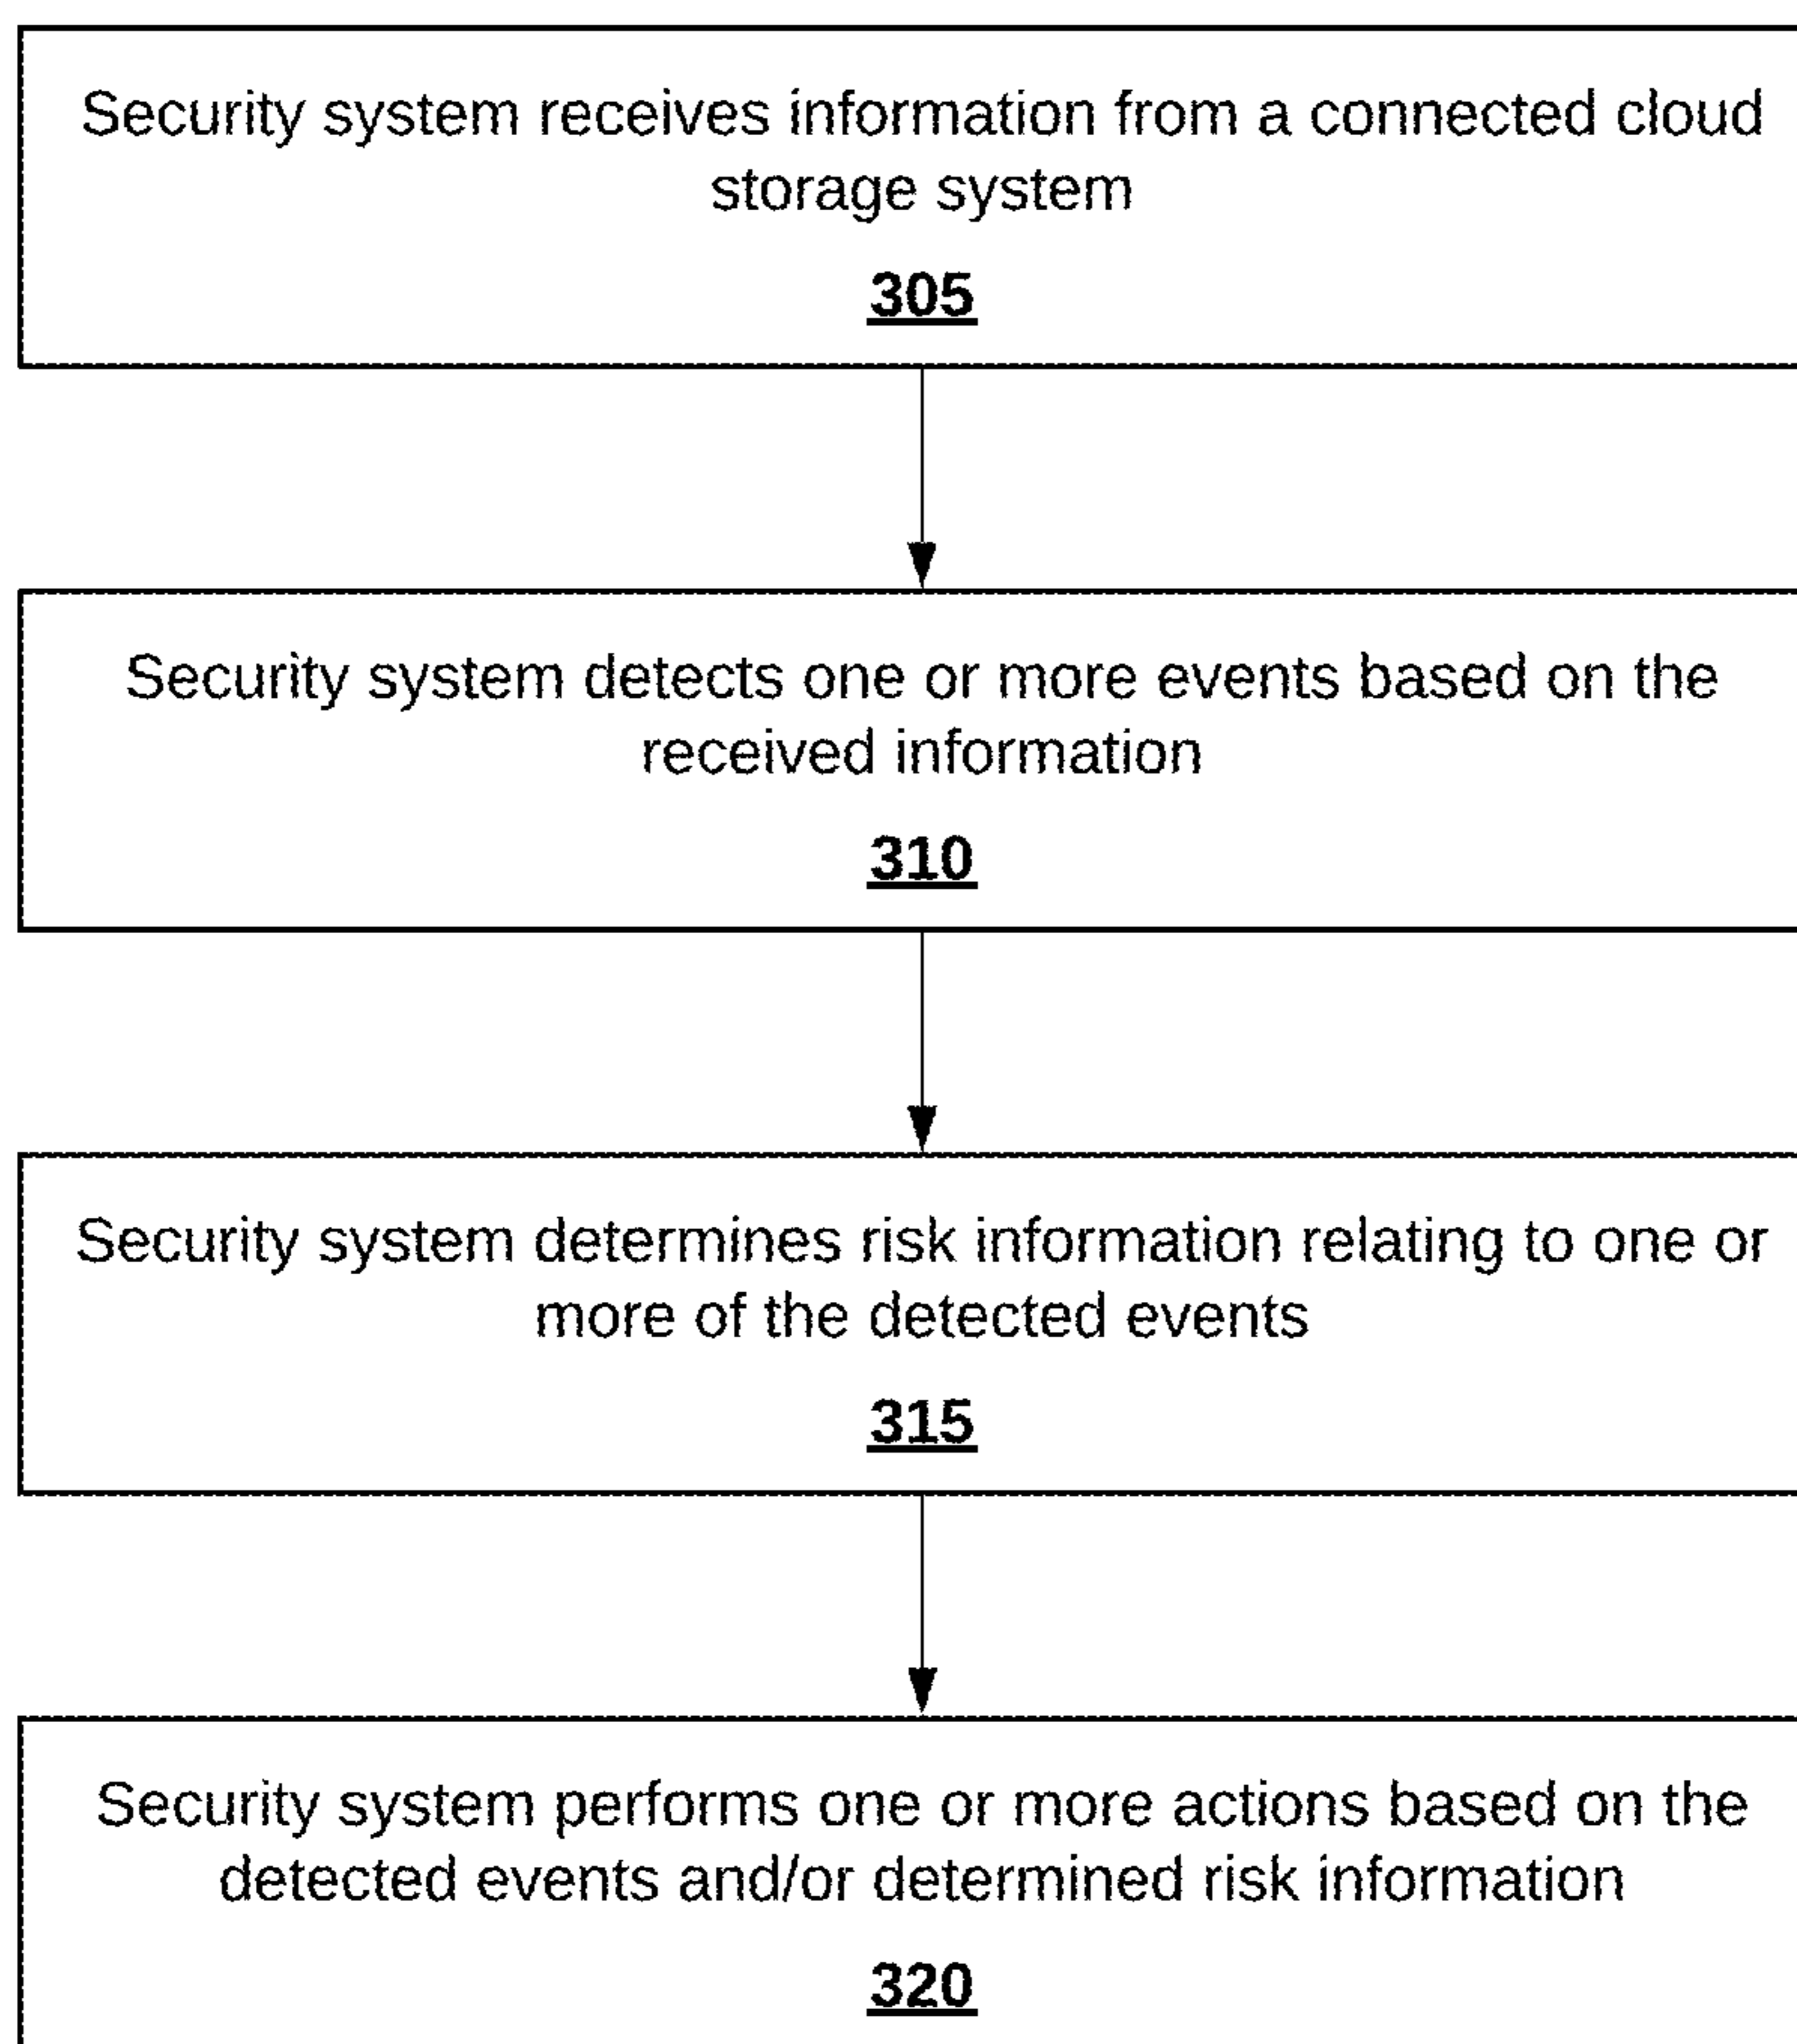 Security system receives information from a connected cloud
storage system
305
Security system detects one or more events based on the
received information
310
Security system determines risk information relating to one or
more of the detected events
315
Security system performs one or more actions based on the
detected events and/or determined risk information
320